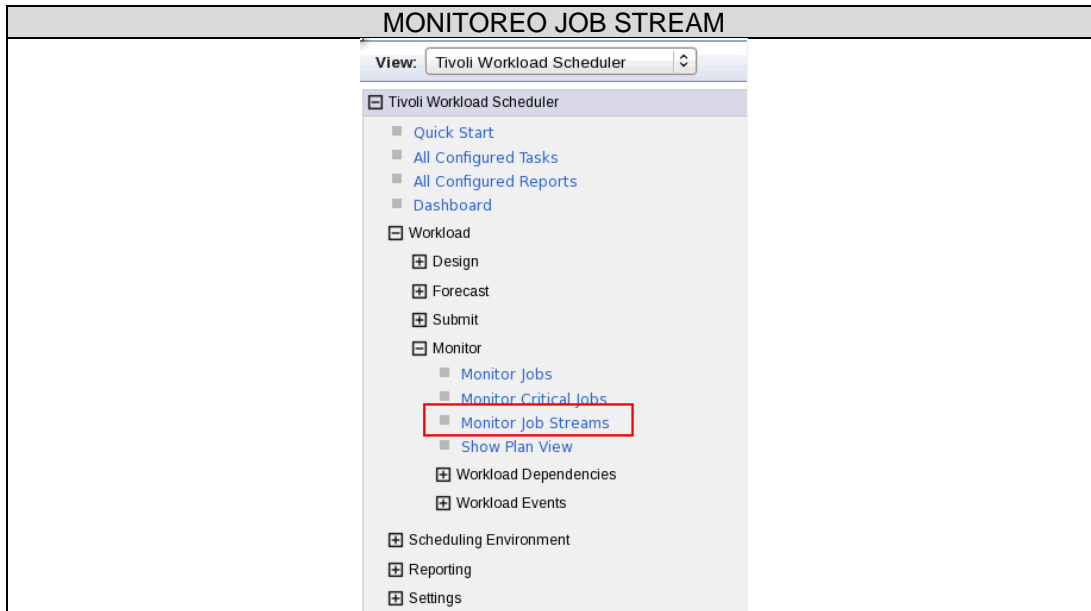 MONITOREO JOB STREAM
View: Tivoli Workload Scheduler
Tivoli Workload Scheduler
Quick Start
All Configured Tasks
All Configured Reports
Dashboard
Workload
Design
Forecast
Submit
Monitor
Monitor Jobs
Monitor Critical Jobs
Monitor Job Streams
Show Plan View
Workload Dependencies
Workload Events
Scheduling Environment
Reporting
Settings